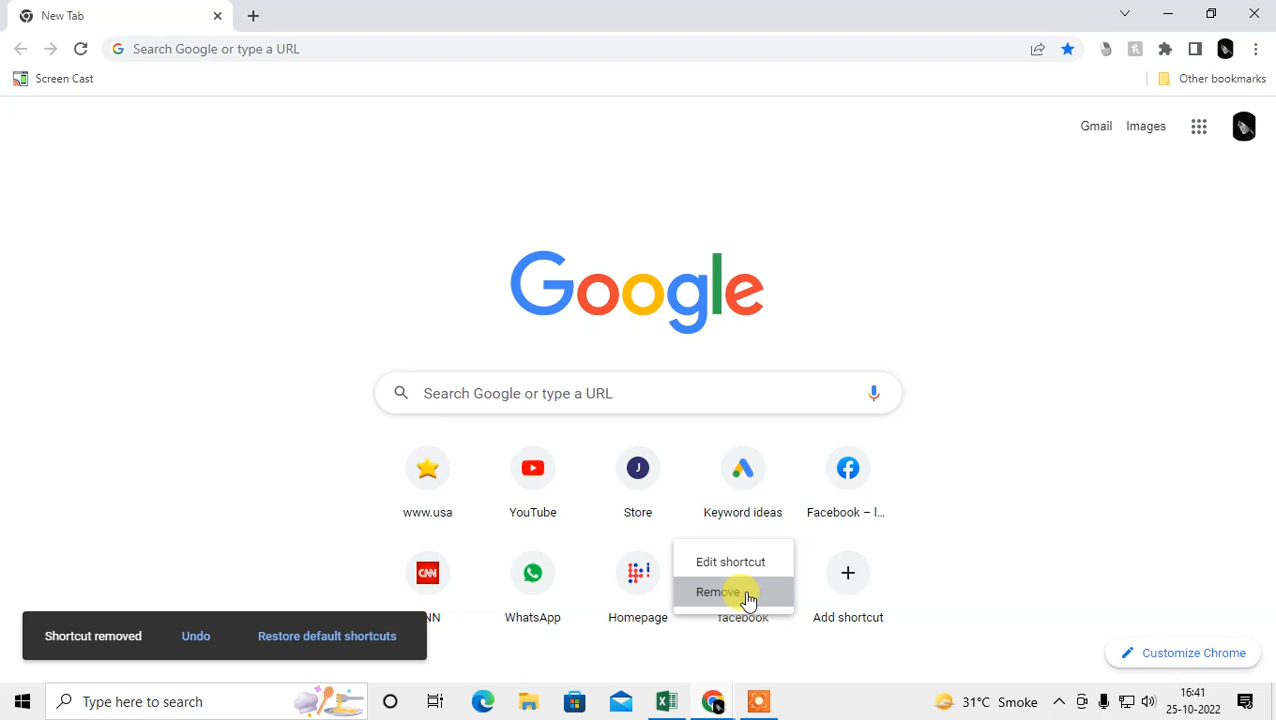 New Tab
Search Google or type a URL
Screen Cast
Other bookmarks
Gmail Images
Google
Search Google or type a URL
www.usa YouTube Store Keyword ideas Facebook – l...
J
CNN
Edit shortcut
Remove
NN WhatsApp Homepage facebook Add shortcut
Shortcut removed Undo Restore default shortcuts
Customize Chrome
Type here to search
31°C Smoke
16:41
25-10-2022